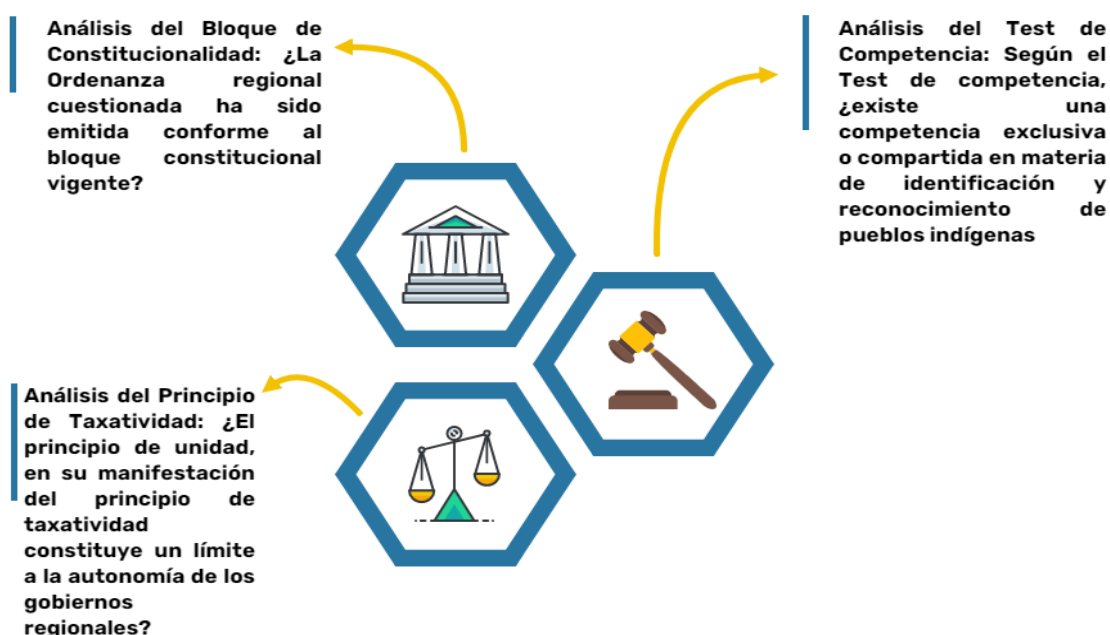 Análisis del Bloque de
Constitucionalidad: ¿La
Ordenanza regional
cuestionada ha sido
emitida conforme al
bloque constitucional
vigente?
Análisis del Test de
Competencia: Según el
Test de competencia,
¿existe una
competencia exclusiva
o compartida en materia
de identificación y
reconocimiento de
pueblos indígenas
Análisis del Principio
de Taxatividad: ¿El
principio de unidad,
en su manifestación
del principio de
taxatividad
constituye un límite
a la autonomía de los
gobiernos
regionales?